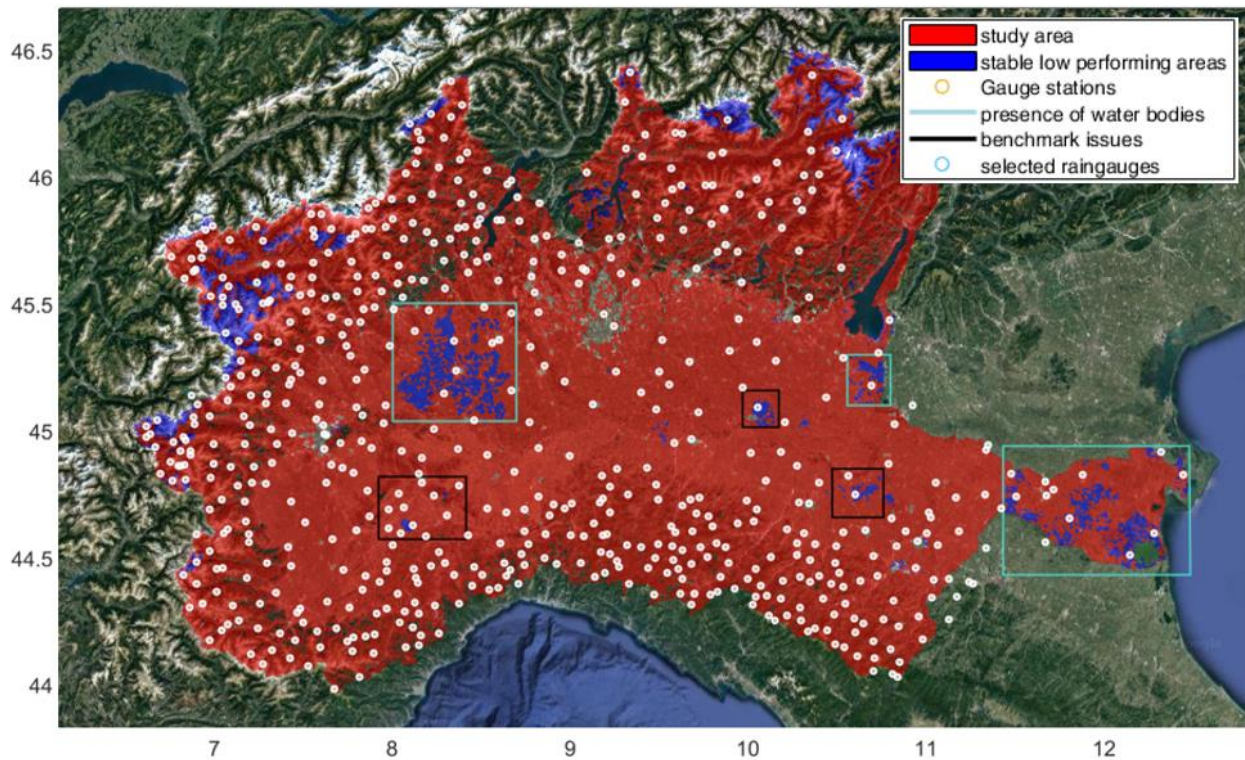 study area
stable low performing areas
Gauge stations
presence of water bodies
benchmark issues
selected raingauges
46.5
46
45.5
45
44.5
44
7 8 9 10 11 12